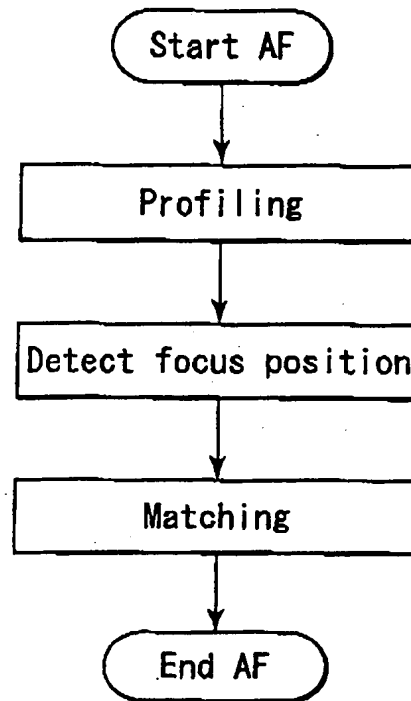 Start AF
Profiling
Detect focus position
Matching
End AF